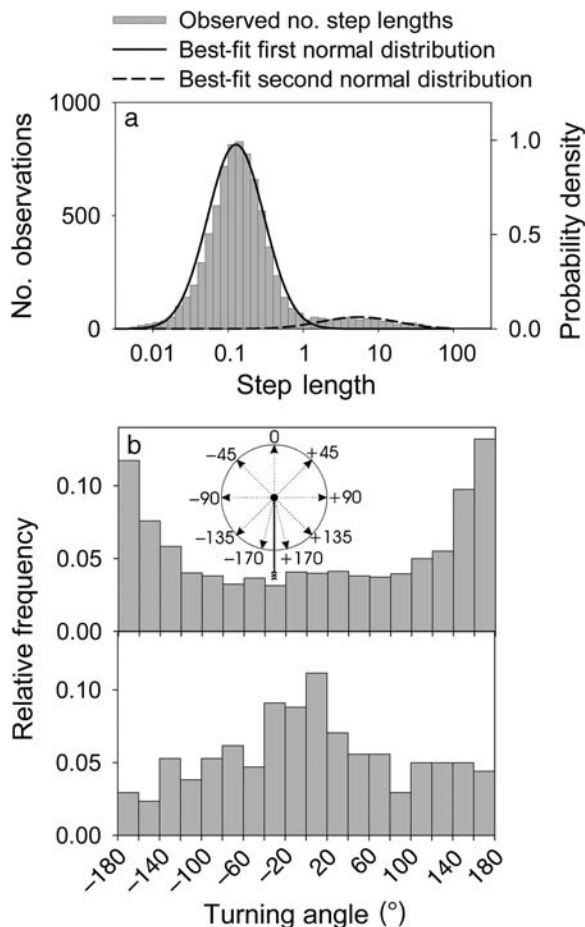 Observed no. step lengths
Best-fit first normal distribution
Best-fit second normal distribution
a
1000
500
0
No. observations
1.0
0.5
0.0
Probability density
0.01 0.1 1 10 100
Step length
b
0
−45 +45
−90 +90
−135 +135
−170 +170
0.10
0.05
0.00
Relative frequency
0.10
0.05
0.00
−180 −140 −100 −60 −20 20 60 100 140 180
Turning angle (°)